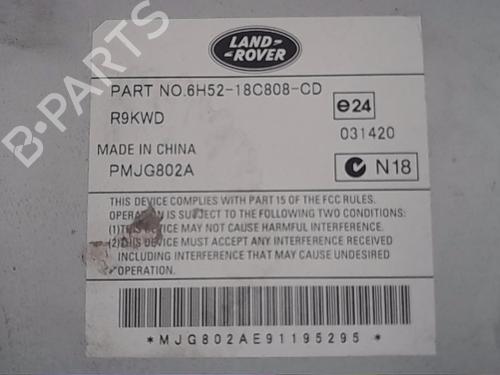 B-PARTS
LAND-
ROVER
PART NO.6H52-18C808-CD
R9KWD
e24
031420
MADE IN CHINA
PMJG802A
N18
THIS DEVICE COMPLIES WITH PART 15 OF THE FCC RULES.
OPERATION IS SUBJECT TO THE FOLLOWING TWO CONDITIONS:
(1)THIS DEVICE MAY NOT CAUSE HARMFUL INTERFERENCE.
(2)THIS DEVICE MUST ACCEPT ANY INTERFERENCE RECEIVED
INCLUDING INTERFERENCE THAT MAY CAUSE UNDESIRED
OPERATION.
*MJG802AE91195295*